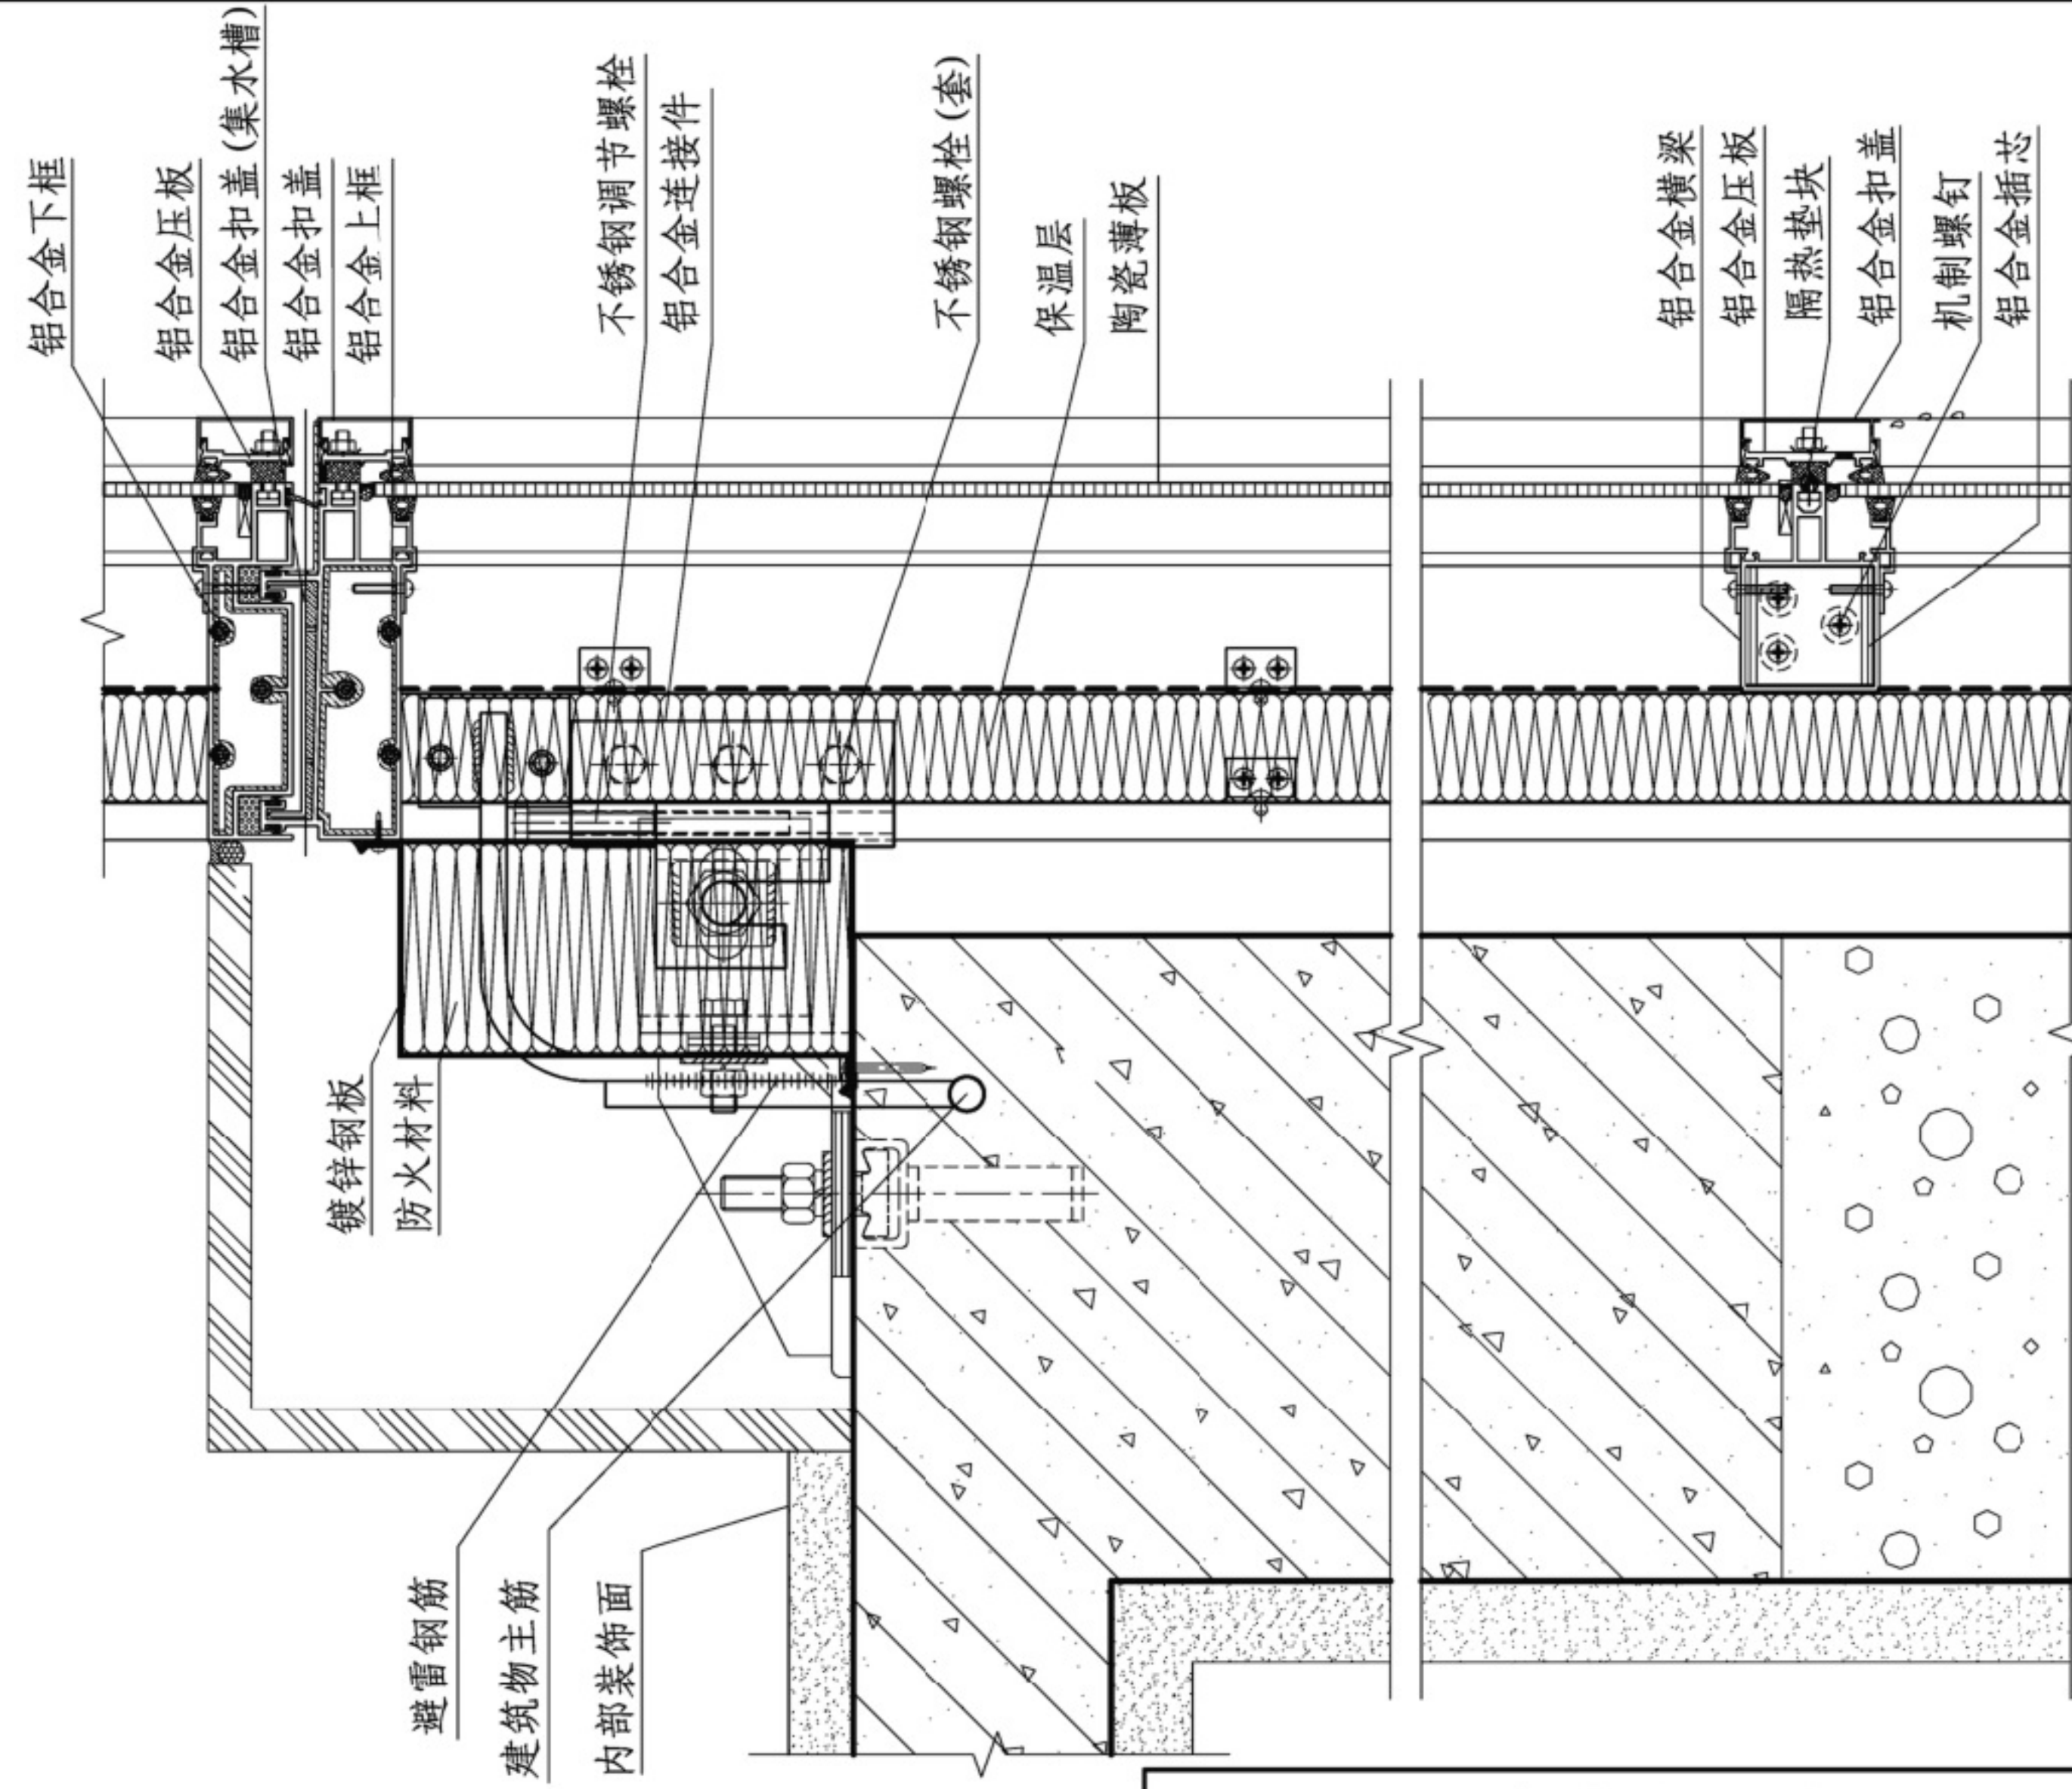 铝合金下框
铝合金压板
铝合金扣盖(集水槽)
铝合金扣盖
铝合金上框
不锈钢调节螺栓
铝合金连接件
不锈钢螺栓(套)
保温层
陶瓷薄板
铝合金横梁
铝合金压板
隔热垫块
铝合金扣盖
机制螺钉
铝合金插芯
镀锌钢板
防火材料
避雷钢筋
建筑物主筋
内部装饰面